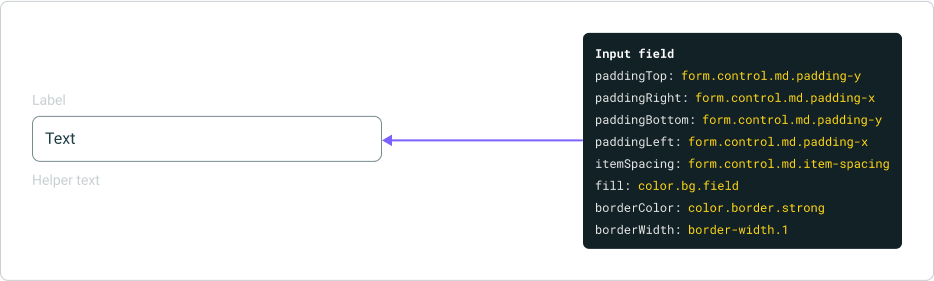 Label
Text
Helper text
Input field
paddingTop: form.control.md.padding-y
paddingRight: form.control.md.padding-x
paddingBottom: form.control.md.padding-y
paddingLeft: form.control.md.padding-x
itemSpacing: form.control.md.item-spacing
fill: color.bg.field
borderColor: color.border.strong
borderWidth: border-width.1